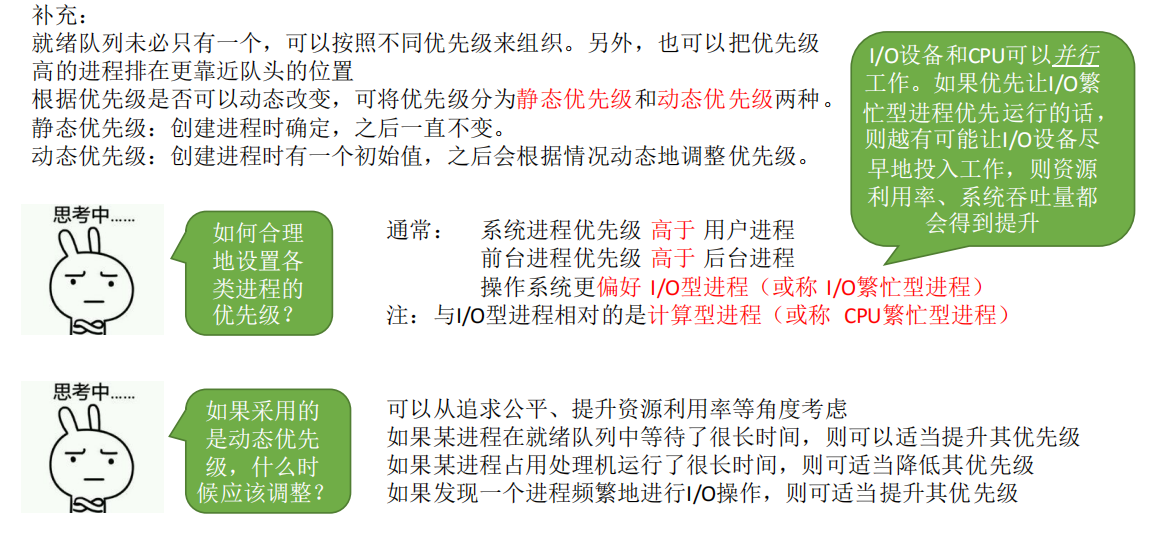 补充：
就绪队列未必只有一个，可以按照不同优先级来组织。另外，也可以把优先级
高的进程排在更靠近队头的位置
根据优先级是否可以动态改变，可将优先级分为静态优先级和动态优先级两种。
静态优先级：创建进程时确定，之后一直不变。
动态优先级：创建进程时有一个初始值，之后会根据情况动态地调整优先级。
I/O设备和CPU可以并行
工作。如果优先让I/O繁
忙型进程优先运行的话，
则越有可能让I/O设备尽
早地投入工作，则资源
利用率、系统吞吐量都
会得到提升
思考中......
如何合理
地设置各
类进程的
优先级？
通常： 系统进程优先级 高于 用户进程
前台进程优先级 高于 后台进程
操作系统更偏好 I/O型进程（或称 I/O繁忙型进程）
注：与I/O型进程相对的是计算型进程（或称 CPU繁忙型进程）
思考中......
如果采用的
是动态优先
级，什么时
候应该调整？
可以从追求公平、提升资源利用率等角度考虑
如果某进程在就绪队列中等待了很长时间，则可以适当提升其优先级
如果某进程占用处理机运行了很长时间，则可适当降低其优先级
如果发现一个进程频繁地进行I/O操作，则可适当提升其优先级